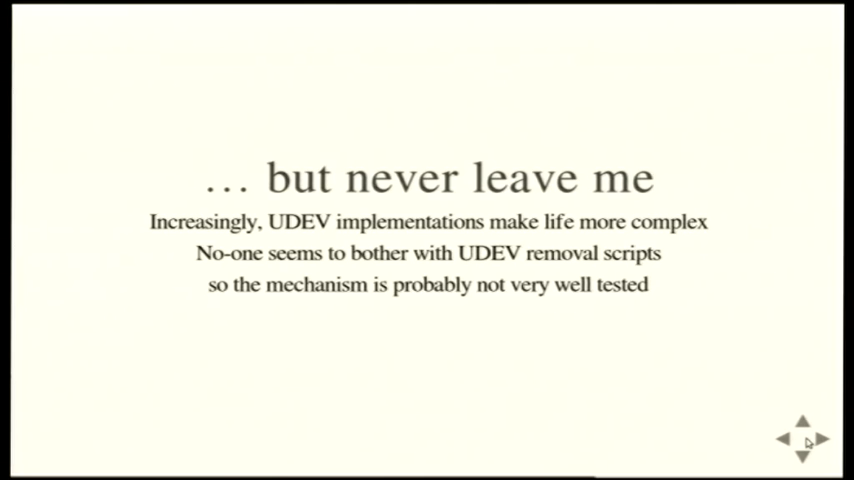 … but never leave me
Increasingly, UDEV implementations make life more complex
No-one seems to bother with UDEV removal scripts
so the mechanism is probably not very well tested